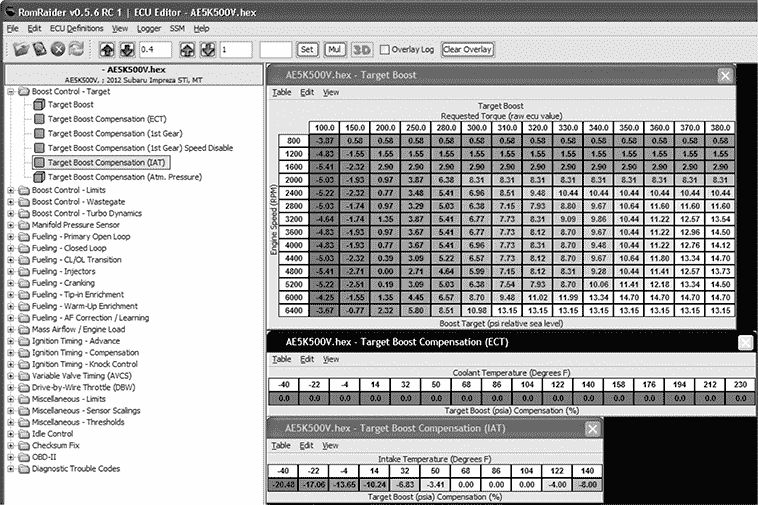 RomRaider v0.5.6 RC 1 | ECU Editor - AE5K500V.hex
File Edit ECU Definitions View Logger SSM Help
0.4 1 Set Mul 3D Overlay Log Clear Overlay
- AE5K500V.hex
AE5K500V, ; 2012 Subaru Impreza STi, MT
Boost Control - Target
Target Boost
Target Boost Compensation (ECT)
Target Boost Compensation (1st Gear)
Target Boost Compensation (1st Gear) Speed Disable
Target Boost Compensation (IAT)
Target Boost Compensation (Atm. Pressure)
Boost Control - Limits
Boost Control - Wastegate
Boost Control - Turbo Dynamics
Manifold Pressure Sensor
Fueling - Primary Open Loop
Fueling - Closed Loop
Fueling - CL/OL Transition
Fueling - Injectors
Fueling - Cranking
Fueling - Tip-in Enrichment
Fueling - Warm-Up Enrichment
Fueling - AF Correction / Learning
Mass Airflow / Engine Load
Ignition Timing - Advance
Ignition Timing - Compensation
Ignition Timing - Knock Control
Variable Valve Timing (AVCS)
Drive-by-Wire Throttle (DBW)
Miscellaneous - Limits
Miscellaneous - Sensor Scalings
Miscellaneous - Thresholds
Idle Control
Checksum Fix
OBD-II
Diagnostic Trouble Codes
AE5K500V.hex - Target Boost
Table Edit View
Target Boost
Requested Torque (raw ecu value)
100.0 150.0 200.0 250.0 280.0 300.0 310.0 320.0 330.0 340.0 350.0 360.0 370.0 380.0
Engine Speed (RPM)
800 -3.87 0.58 0.58 0.58 0.58 0.58 0.58 0.58 0.58 0.58 0.58 0.58 0.58 0.58
1200 -4.83 -1.55 1.55 1.55 1.55 1.55 1.55 1.55 1.55 1.55 1.55 1.55 1.55 1.55
1600 -5.41 -2.32 2.90 2.90 2.90 2.90 2.90 2.90 2.90 2.90 2.90 2.90 2.90 2.90
2000 -5.03 -1.93 0.97 3.87 6.38 8.31 8.31 8.31 8.31 8.31 8.31 8.31 8.31 8.31
2400 -5.22 -2.32 0.77 3.48 5.41 6.96 8.51 9.48 10.44 10.44 10.44 10.44 10.44 10.44
2800 -5.03 -1.74 0.97 3.29 5.03 6.38 7.15 7.93 8.80 9.67 10.64 11.60 11.60 11.60
3200 -4.64 -1.74 1.35 3.87 5.41 6.77 7.73 8.31 9.09 9.86 10.44 11.22 12.57 13.54
3600 -4.83 -1.93 0.97 3.67 5.41 6.77 7.73 8.12 8.70 9.67 10.44 11.22 12.96 14.50
4000 -4.83 -1.93 0.77 3.67 5.41 6.96 7.73 8.31 8.70 9.48 10.44 11.22 12.76 14.12
4400 -5.03 -2.32 0.39 3.09 5.22 6.57 7.73 8.12 8.70 9.67 10.64 11.80 13.34 14.70
4800 -5.41 -2.51 0.00 2.71 4.64 5.99 7.15 8.12 8.31 9.28 10.44 11.41 12.57 13.73
5200 -5.22 -2.51 0.19 3.09 5.03 6.38 7.54 7.93 8.70 10.06 11.41 12.18 13.34 14.50
6000 -4.25 -1.55 1.35 4.45 6.57 8.70 9.48 11.02 11.99 13.34 14.70 14.70 14.70 14.70
6400 -3.67 -0.77 2.32 5.80 8.51 10.98 13.15 13.15 13.15 13.15 13.15 13.15 13.15 13.15
Boost Target (psi relative sea level)
AE5K500V.hex - Target Boost Compensation (ECT)
Table Edit View
Coolant Temperature (Degrees F)
-40 -22 -4 14 32 50 68 86 104 122 140 158 176 194 212 230
0.0 0.0 0.0 0.0 0.0 0.0 0.0 0.0 0.0 0.0 0.0 0.0 0.0 0.0 0.0 0.0
Target Boost (psia) Compensation (%)
AE5K500V.hex - Target Boost Compensation (IAT)
Table Edit View
Intake Temperature (Degrees F)
-40 -22 -4 14 32 50 68 86 104 122 140
-20.48 -17.06 -13.65 -10.24 -6.83 -3.41 0.00 0.00 0.00 -4.00 -8.00
Target Boost (psia) Compensation (%)